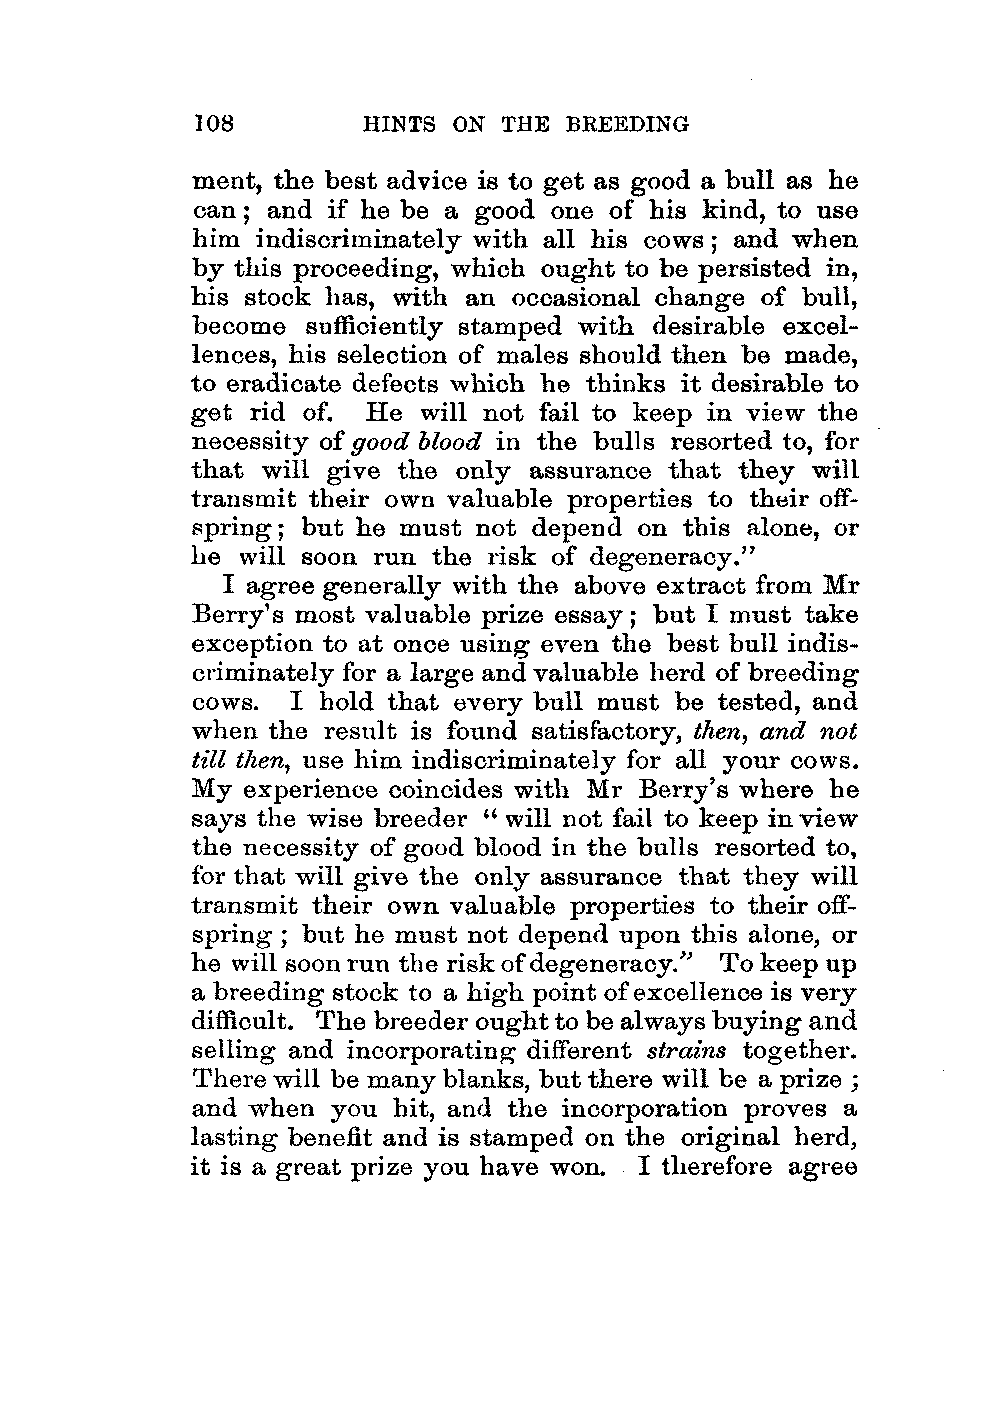 108 HINTS ON THE BREEDING
ment, the best advice is to get as good a bull as he
can; and if he be a good one of his kind, to use
him indiscriminately with all his cows; and when
by this proceeding, which ought to be persisted in,
his stock has, with an occasional change of bull,
become sufficiently stamped with desirable excel-
lences, his selection of males should then be made,
to eradicate defects which he thinks it desirable to
get rid of. He will not fail to keep in view the
necessity of good blood in the bulls resorted to, for
that will give the only assurance that they will
transmit their own valuable properties to their off-
spring; but he must not depend on this alone, or
he will soon run the risk of degeneracy."
I agree generally with the above extract from Mr
Berry's most valuable prize essay; but I must take
exception to at once using even the best bull indis-
criminately for a large and valuable herd of breeding
cows. I hold that every bull must be tested, and
when the result is found satisfactory, then, and not
till then, use him indiscriminately for all your cows.
My experience coincides with Mr Berry's where he
says the wise breeder "will not fail to keep in view
the necessity of good blood in the bulls resorted to,
for that will give the only assurance that they will
transmit their own valuable properties to their off-
spring; but he must not depend upon this alone, or
he will soon run the risk of degeneracy." To keep up
a breeding stock to a high point of excellence is very
difficult. The breeder ought to be always buying and
selling and incorporating different strains together.
There will be many blanks, but there will be a prize;
and when you hit, and the incorporation proves a
lasting benefit and is stamped on the original herd,
it is a great prize you have won. I therefore agree